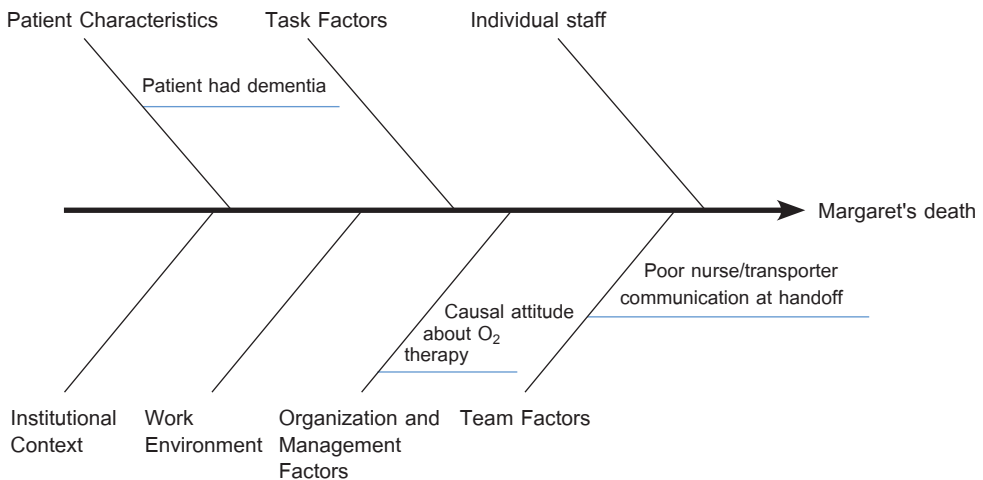 Patient Characteristics
Task Factors
Individual staff
Patient had dementia
Margaret's death
Poor nurse/transporter
communication at handoff
Causal attitude
about O₂
therapy
Institutional
Context
Work
Environment
Organization and
Management
Factors
Team Factors